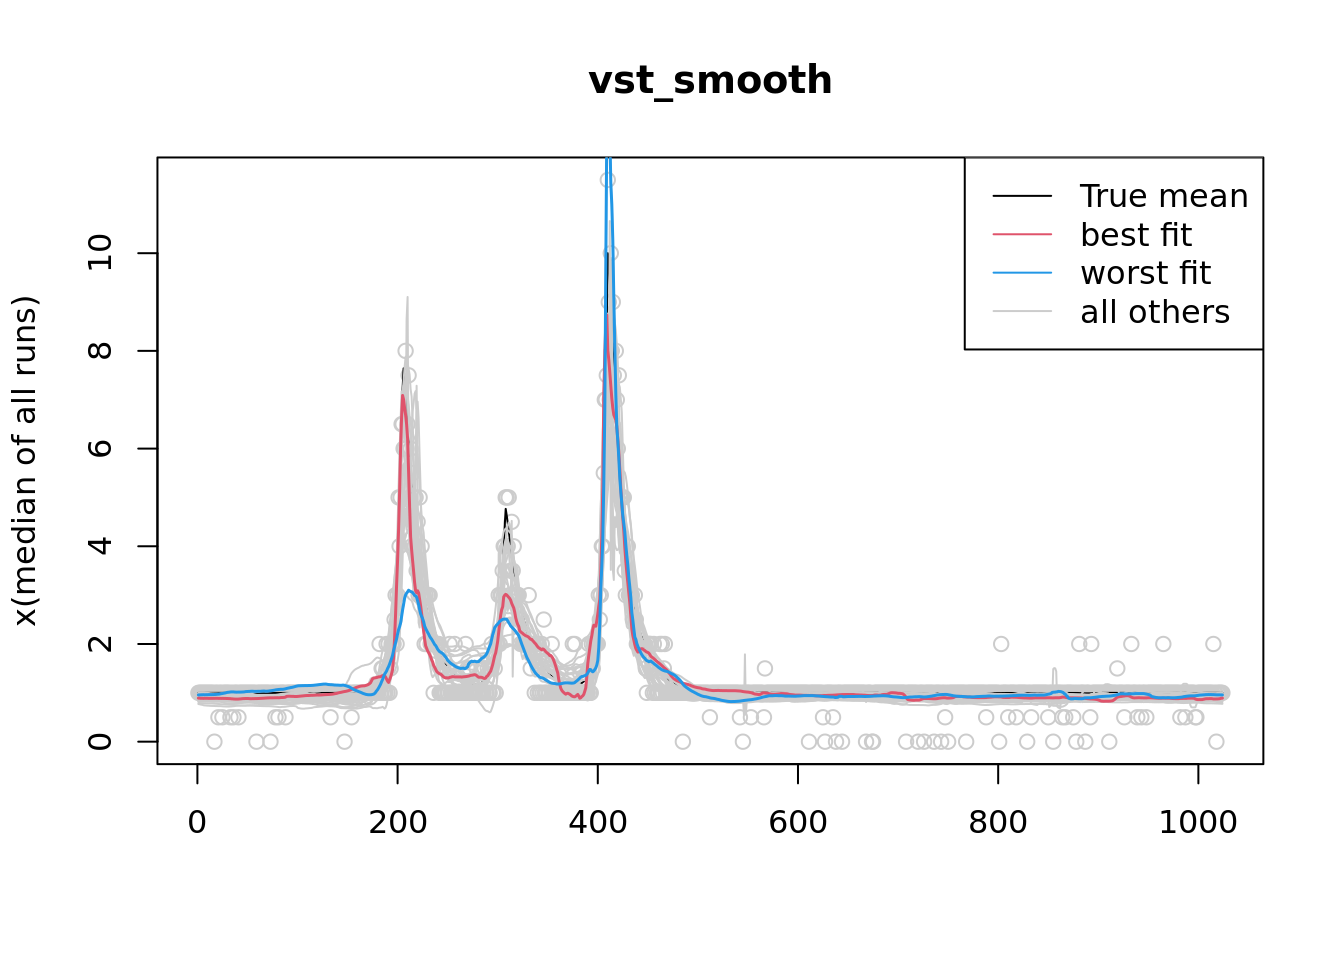 vst_smooth
x(median of all runs)
10
8
6
4
2
0
True mean
best fit
worst fit
all others
0 200 400 600 800 1000